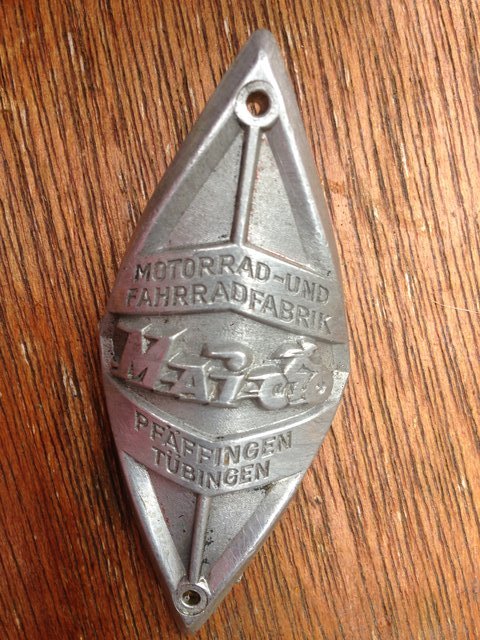 MOTORRAD-UND
FAHRRADFABRIK
MAICO
PFÄFFINGEN
TÜBINGEN